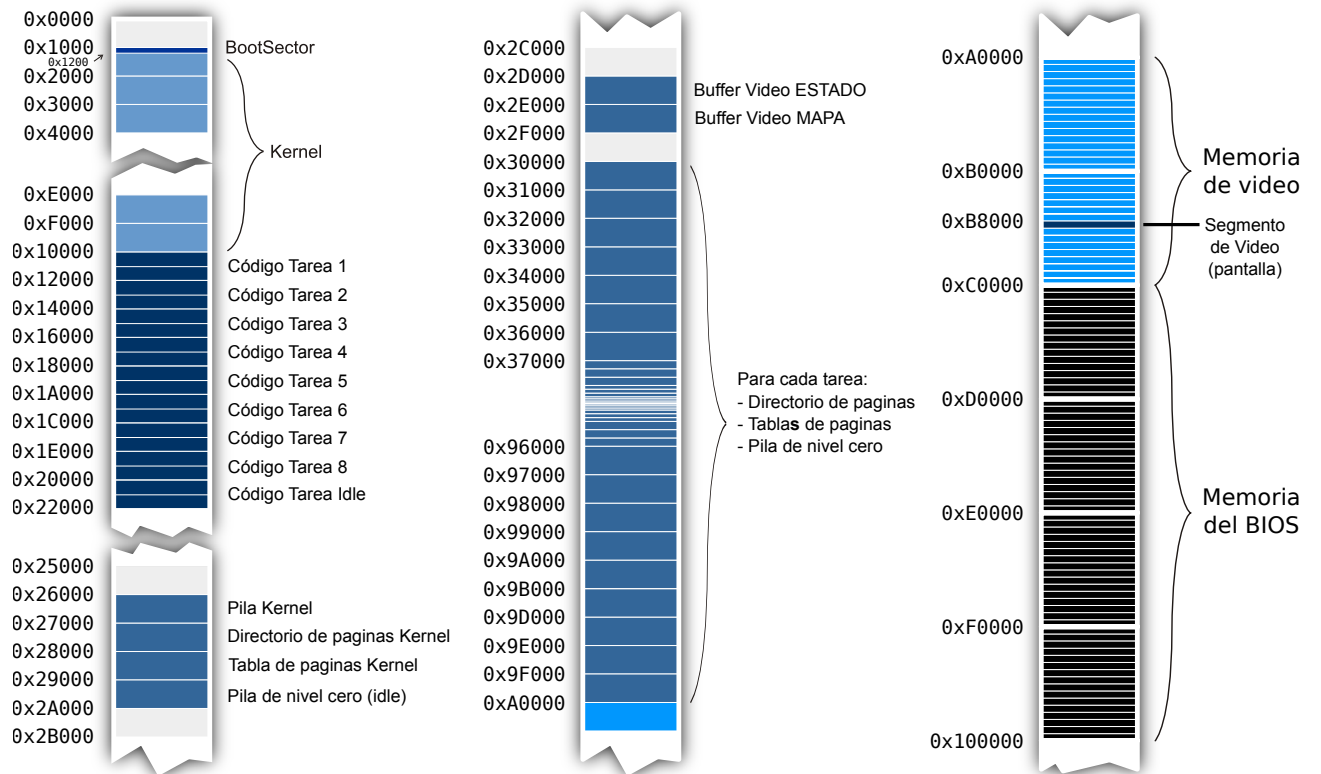 0x0000
0x1000
BootSector
0x1200
0x2000
0x3000
0x4000
Kernel
0xE000
0xF000
0x10000
Código Tarea 1
0x12000
Código Tarea 2
0x14000
Código Tarea 3
0x16000
Código Tarea 4
0x18000
Código Tarea 5
0x1A000
Código Tarea 6
0x1C000
Código Tarea 7
0x1E000
Código Tarea 8
0x20000
Código Tarea Idle
0x22000
0x25000
0x26000
Pila Kernel
0x27000
Directorio de paginas Kernel
0x28000
Tabla de paginas Kernel
0x29000
Pila de nivel cero (idle)
0x2A000
0x2B000
0x2C000
0x2D000
Buffer Video ESTADO
0x2E000
Buffer Video MAPA
0x2F000
0x30000
0x31000
0x32000
0x33000
0x34000
0x35000
0x36000
0x37000
Para cada tarea:
- Directorio de paginas
- Tablas de paginas
- Pila de nivel cero
0x96000
0x97000
0x98000
0x99000
0x9A000
0x9B000
0x9D000
0x9E000
0x9F000
0xA0000
0xA0000
Memoria
de video
0xB0000
0xB8000
Segmento
de Video
(pantalla)
0xC0000
0xD0000
Memoria
del BIOS
0xE0000
0xF0000
0x100000